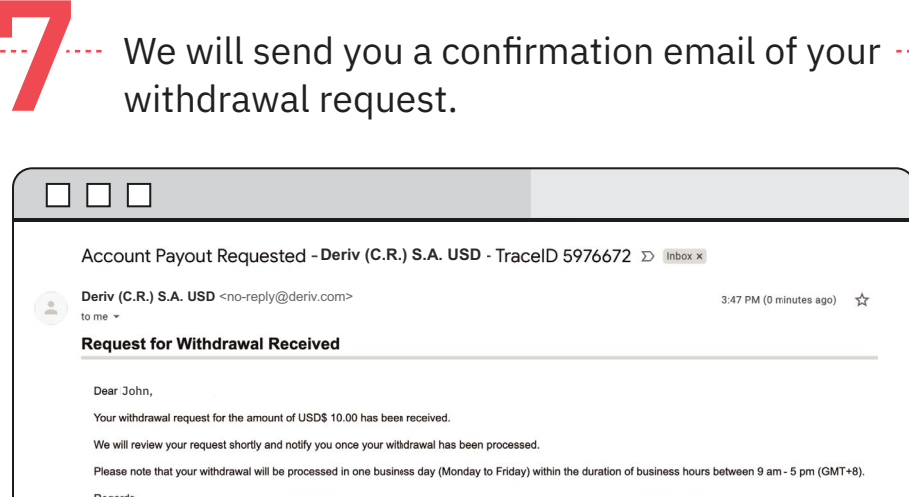 7
We will send you a confirmation email of your
withdrawal request.
Account Payout Requested - Deriv (C.R.) S.A. USD - TraceID 5976672 Inbox x
Deriv (C.R.) S.A. USD <no-reply@deriv.com> 3:47 PM (0 minutes ago)
to me
Request for Withdrawal Received
Dear John,
Your withdrawal request for the amount of USD$ 10.00 has been received.
We will review your request shortly and notify you once your withdrawal has been processed.
Please note that your withdrawal will be processed in one business day (Monday to Friday) within the duration of business hours between 9 am - 5 pm (GMT+8).
Regards